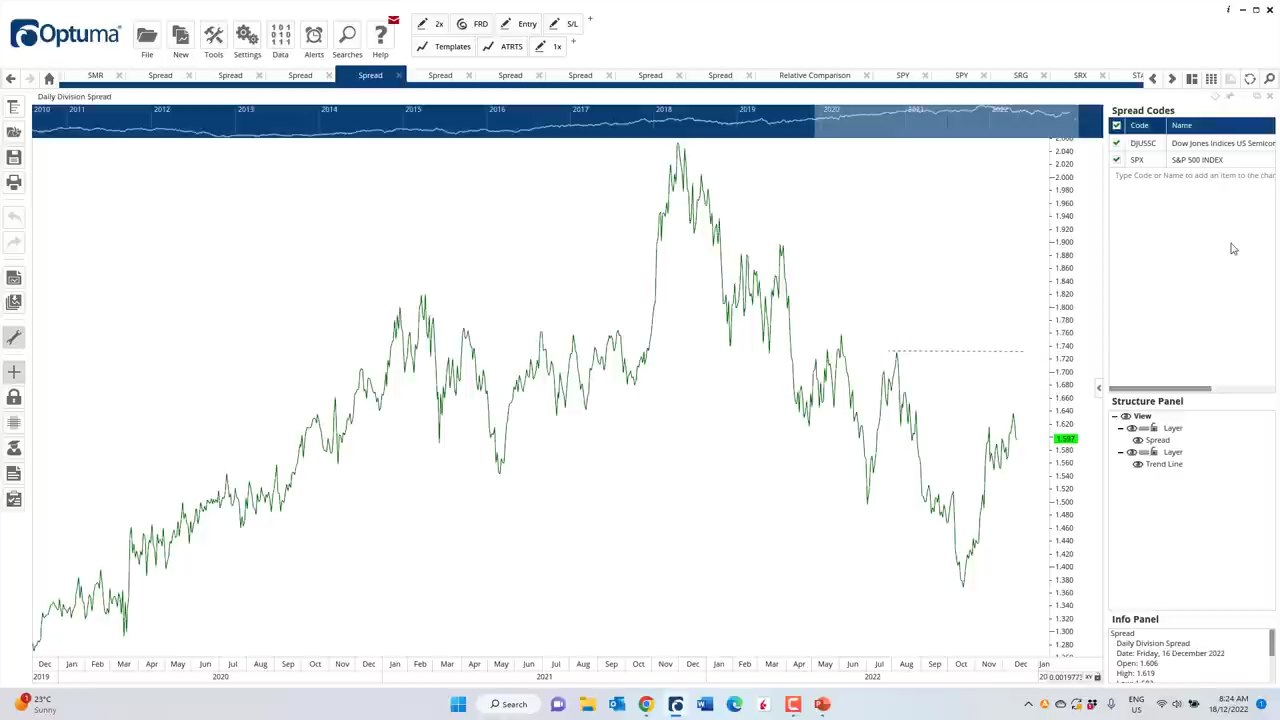 Optuma
File
New
Tools
Settings
Data
Alerts
Searches
Help
2x
FRD
Entry
S/L
Templates
ATRTS
1x
SMR
Spread
Spread
Spread
Spread
Spread
Spread
Spread
Spread
Spread
Relative Comparison
SPY
SPY
SRG
SRX
STA
Daily Division Spread
2010 2011 2012 2013 2014 2015 2016 2017 2018 2019 2020 2021 2022
2.060
2.040
2.020
2.000
1.980
1.960
1.940
1.920
1.900
1.880
1.860
1.840
1.820
1.800
1.780
1.760
1.740
1.720
1.700
1.680
1.660
1.640
1.620
1.597
1.580
1.560
1.540
1.520
1.500
1.480
1.460
1.440
1.420
1.400
1.380
1.360
1.340
1.320
1.300
1.280
1.260
Dec Jan Feb Mar Apr May Jun Jul Aug Sep Oct Nov Dec Jan Feb Mar Apr May Jun Jul Aug Sep Oct Nov Dec Jan Feb Mar Apr May Jun Jul Aug Sep Oct Nov Dec Jan
2019 2020 2021 2022 20 0.0019773 XY
Spread Codes
Code Name
DJUSSC Dow Jones Indices US Semicon
SPX S&P 500 INDEX
Type Code or Name to add an item to the char
Structure Panel
View
Layer
Spread
Layer
Trend Line
Info Panel
Spread
Daily Division Spread
Date: Friday, 16 December 2022
Open: 1.606
High: 1.619
23°C
Sunny
Search
ENG
US
8:24 AM
18/12/2022